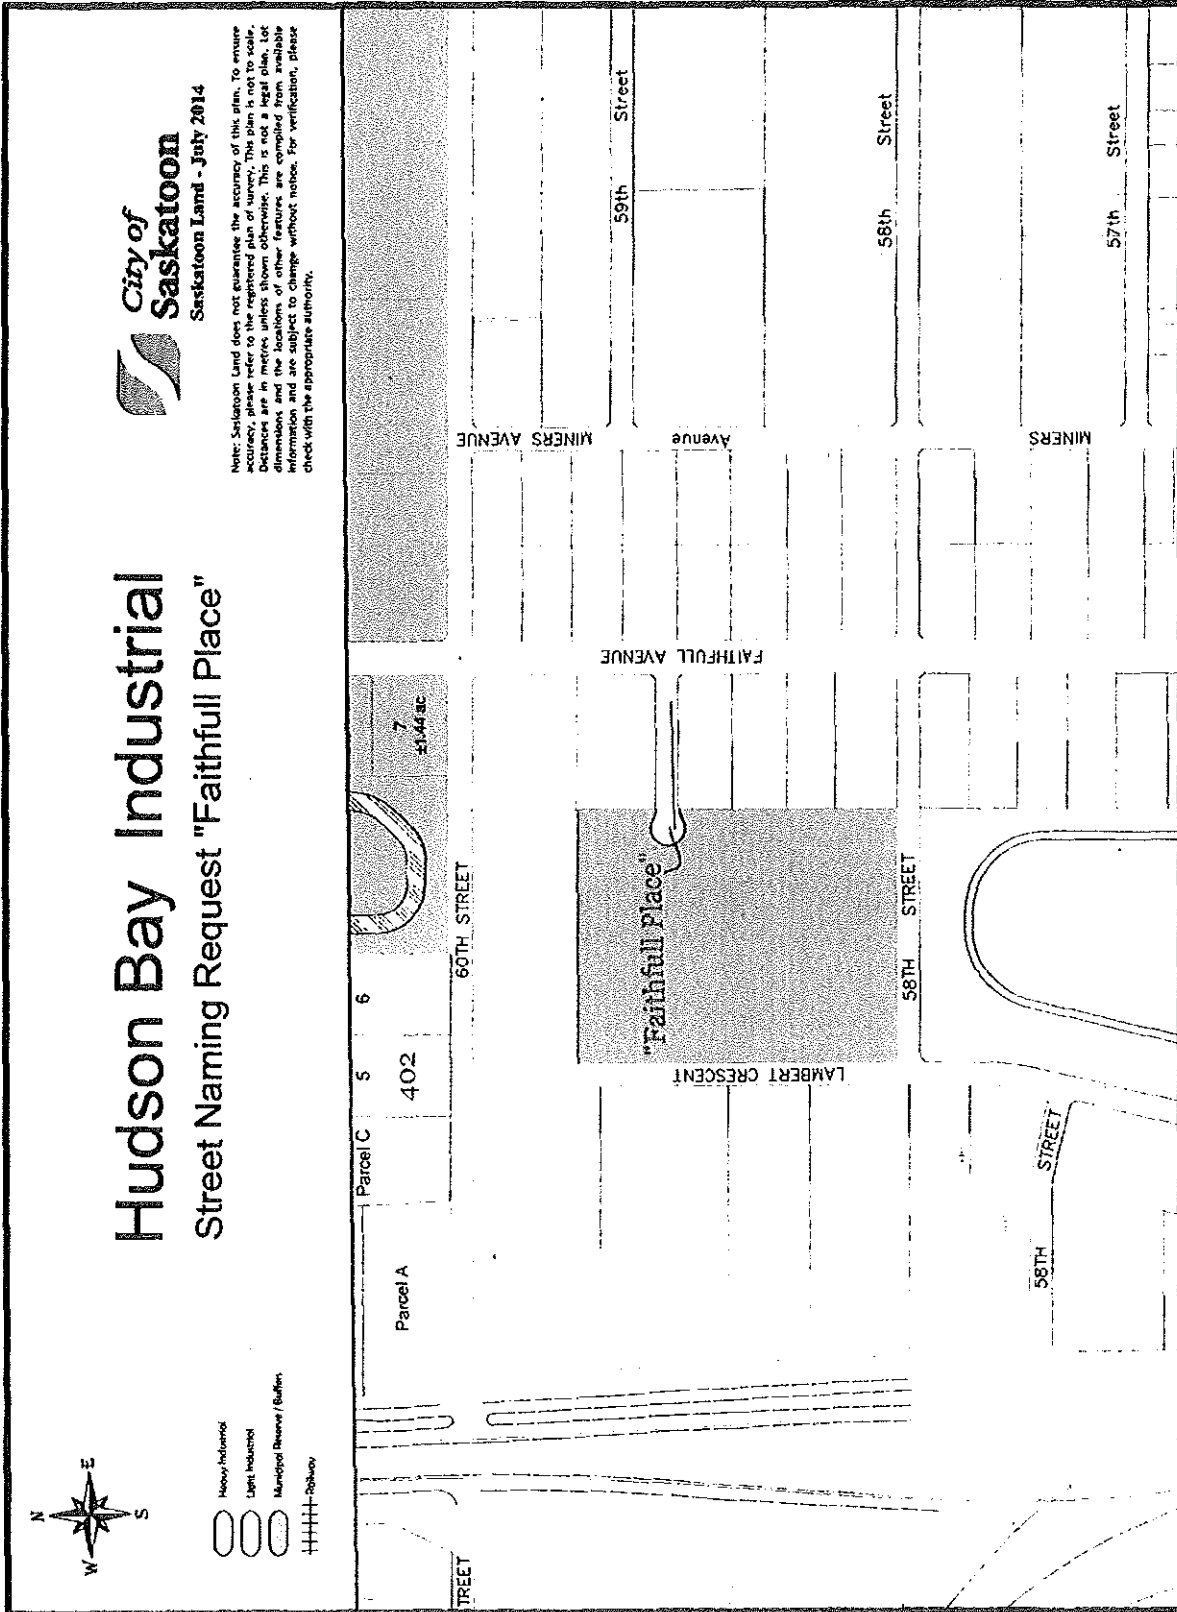 Hudson Bay Industrial
Street Naming Request "Faithfull Place"
City of
Saskatoon
Saskatoon Land - July 2014
Note: Saskatoon Land does not guarantee the accuracy of this plan. To ensure
accuracy, please refer to the registered plan of survey. This plan is not to scale.
Distances are in metres unless shown otherwise. This is not a legal plan. Lot
dimensions and the locations of other features are compiled from available
information and are subject to change without notice. For verification, please
check with the appropriate authority.
N
W
E
S
Heavy Industrial
Light Industrial
Municipal Reserve / Buffers
Railway
Parcel A
Parcel C
5
6
402
7
±1.44 ac
60TH STREET
TREET
MINERS AVENUE
MINERS AVENUE
59th Street
FAITHFULL AVENUE
Avenue
"Faithfull Place"
LAMBERT CRESCENT
58TH STREET
58th Street
58TH STREET
MINERS
57th Street